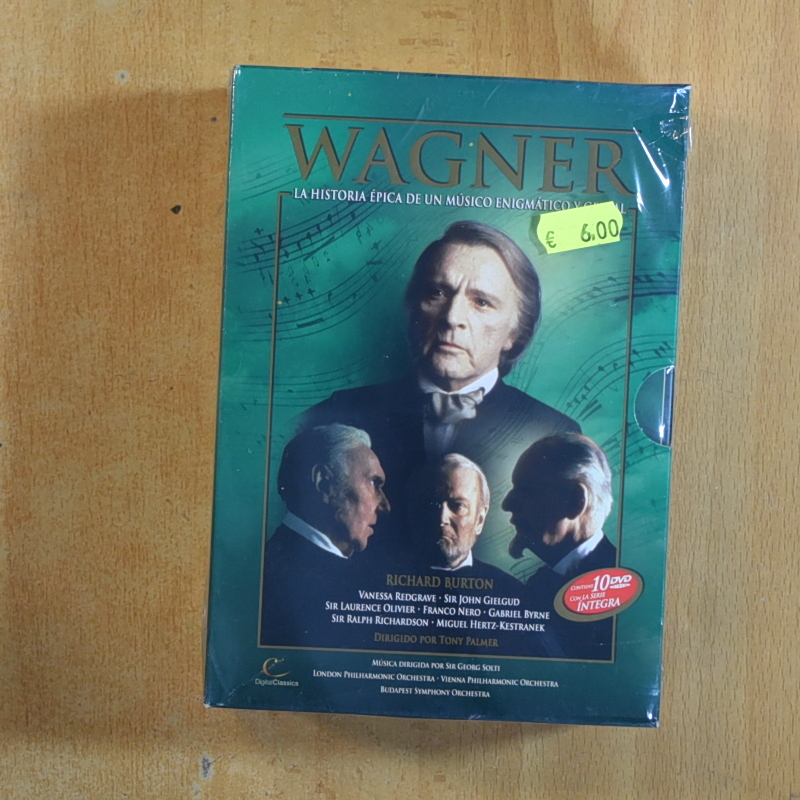 WAGNER
LA HISTORIA ÉPICA DE UN MÚSICO ENIGMÁTICO Y
€ 6.00
RICHARD BURTON
VANESSA REDGRAVE · SIR JOHN GIELGUD
SIR LAURENCE OLIVIER · FRANCO NERO · GABRIEL BYRNE
SIR RALPH RICHARDSON · MIGUEL HERTZ-KESTRANEK
DIRIGIDO POR TONY PALMER
CONTIENE 10 DVD
CON LA SERIE
ÍNTEGRA
MÚSICA DIRIGIDA POR SIR GEORG SOLTI
LONDON PHILHARMONIC ORCHESTRA · VIENNA PHILHARMONIC ORCHESTRA
BUDAPEST SYMPHONY ORCHESTRA
DigitalClassics